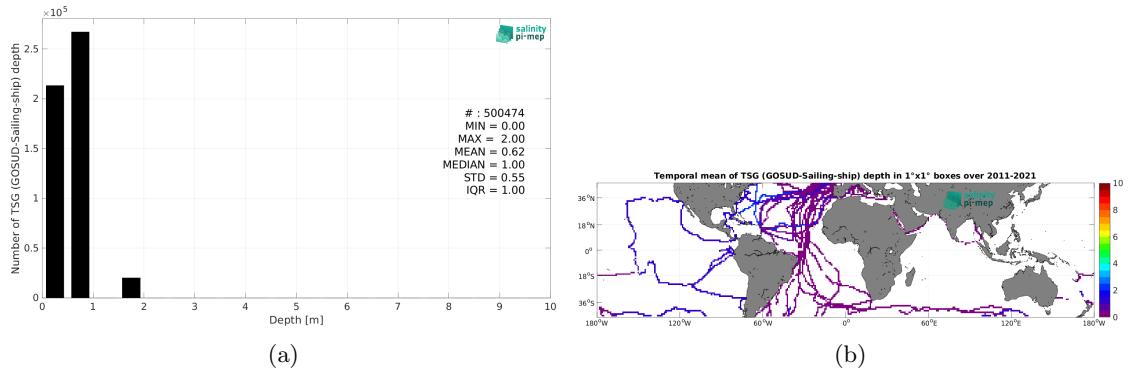 ×10⁵
salinity
pi-mep
Number of TSG (GOSUD-Sailing-ship) depth
2.5
2
1.5
1
0.5
0
# : 500474
MIN = 0.00
MAX = 2.00
MEAN = 0.62
MEDIAN = 1.00
STD = 0.55
IQR = 1.00
0 1 2 3 4 5 6 7 8 9 10
Depth [m]
(a)
Temporal mean of TSG (GOSUD-Sailing-ship) depth in 1°x1° boxes over 2011-2021
salinity
pi-mep
36°N
18°N
0°
18°S
36°S
180°W 120°W 60°W 0° 60°E 120°E 180°W
10
8
6
4
2
0
(b)